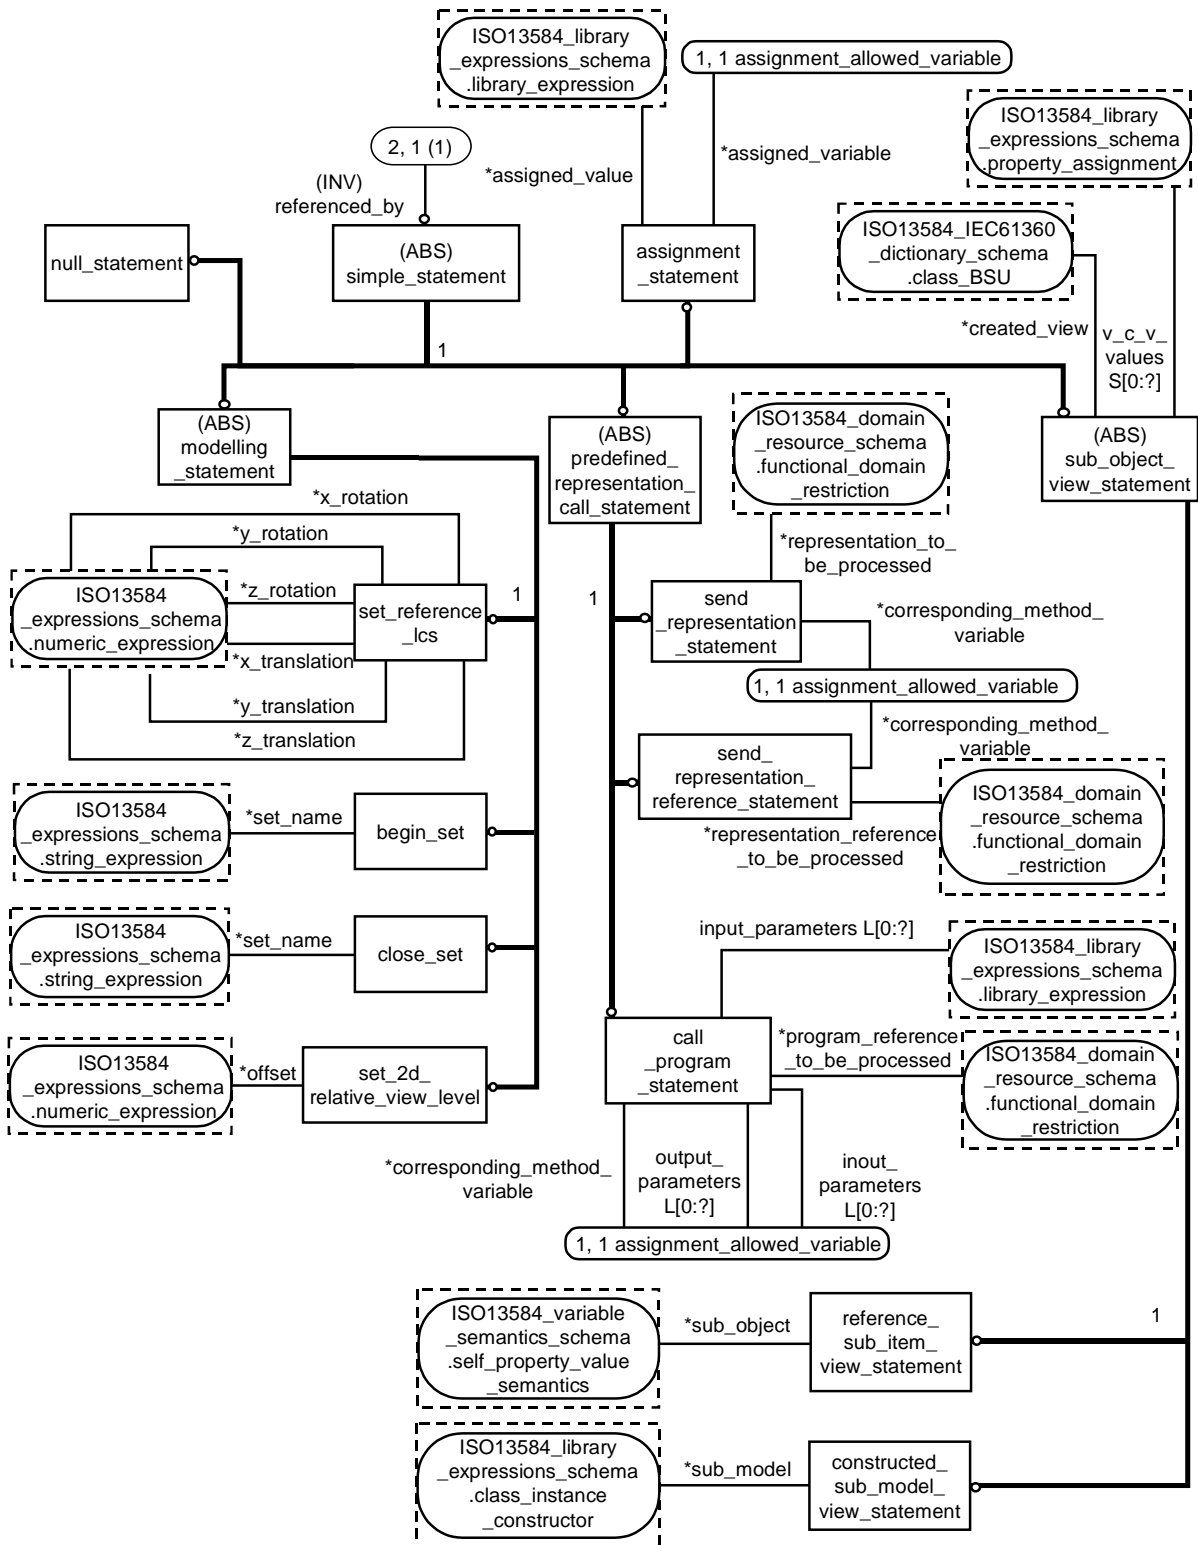 ISO13584_library
_expressions_schema
.library_expression
1, 1 assignment_allowed_variable
ISO13584_library
_expressions_schema
.property_assignment
2, 1 (1)
*assigned_variable
*assigned_value
(INV)
referenced_by
null_statement
(ABS)
simple_statement
assignment
_statement
ISO13584_IEC61360
_dictionary_schema
.class_BSU
*created_view
v_c_v_
values
S[0:?]
1
(ABS)
modelling
_statement
(ABS)
predefined_
representation_
call_statement
ISO13584_domain
_resource_schema
.functional_domain
_restriction
(ABS)
sub_object_
view_statement
*x_rotation
*y_rotation
*z_rotation
ISO13584
_expressions_schema
.numeric_expression
set_reference
_lcs
1
*x_translation
*y_translation
*z_translation
1
*representation_to_
be_processed
send
_representation
_statement
*corresponding_method_
variable
1, 1 assignment_allowed_variable
*corresponding_method_
variable
send_
representation_
reference_statement
*representation_reference
_to_be_processed
ISO13584_domain
_resource_schema
.functional_domain
_restriction
ISO13584
_expressions_schema
.string_expression
*set_name
begin_set
ISO13584
_expressions_schema
.string_expression
*set_name
close_set
input_parameters L[0:?]
ISO13584_library
_expressions_schema
.library_expression
ISO13584
_expressions_schema
.numeric_expression
*offset
set_2d_
relative_view_level
call
_program
_statement
*program_reference
_to_be_processed
ISO13584_domain
_resource_schema
.functional_domain
_restriction
*corresponding_method_
variable
output_
parameters
L[0:?]
inout_
parameters
L[0:?]
1, 1 assignment_allowed_variable
ISO13584_variable
_semantics_schema
.self_property_value
_semantics
*sub_object
reference_
sub_item_
view_statement
1
ISO13584_library
_expressions_schema
.class_instance
_constructor
*sub_model
constructed_
sub_model_
view_statement